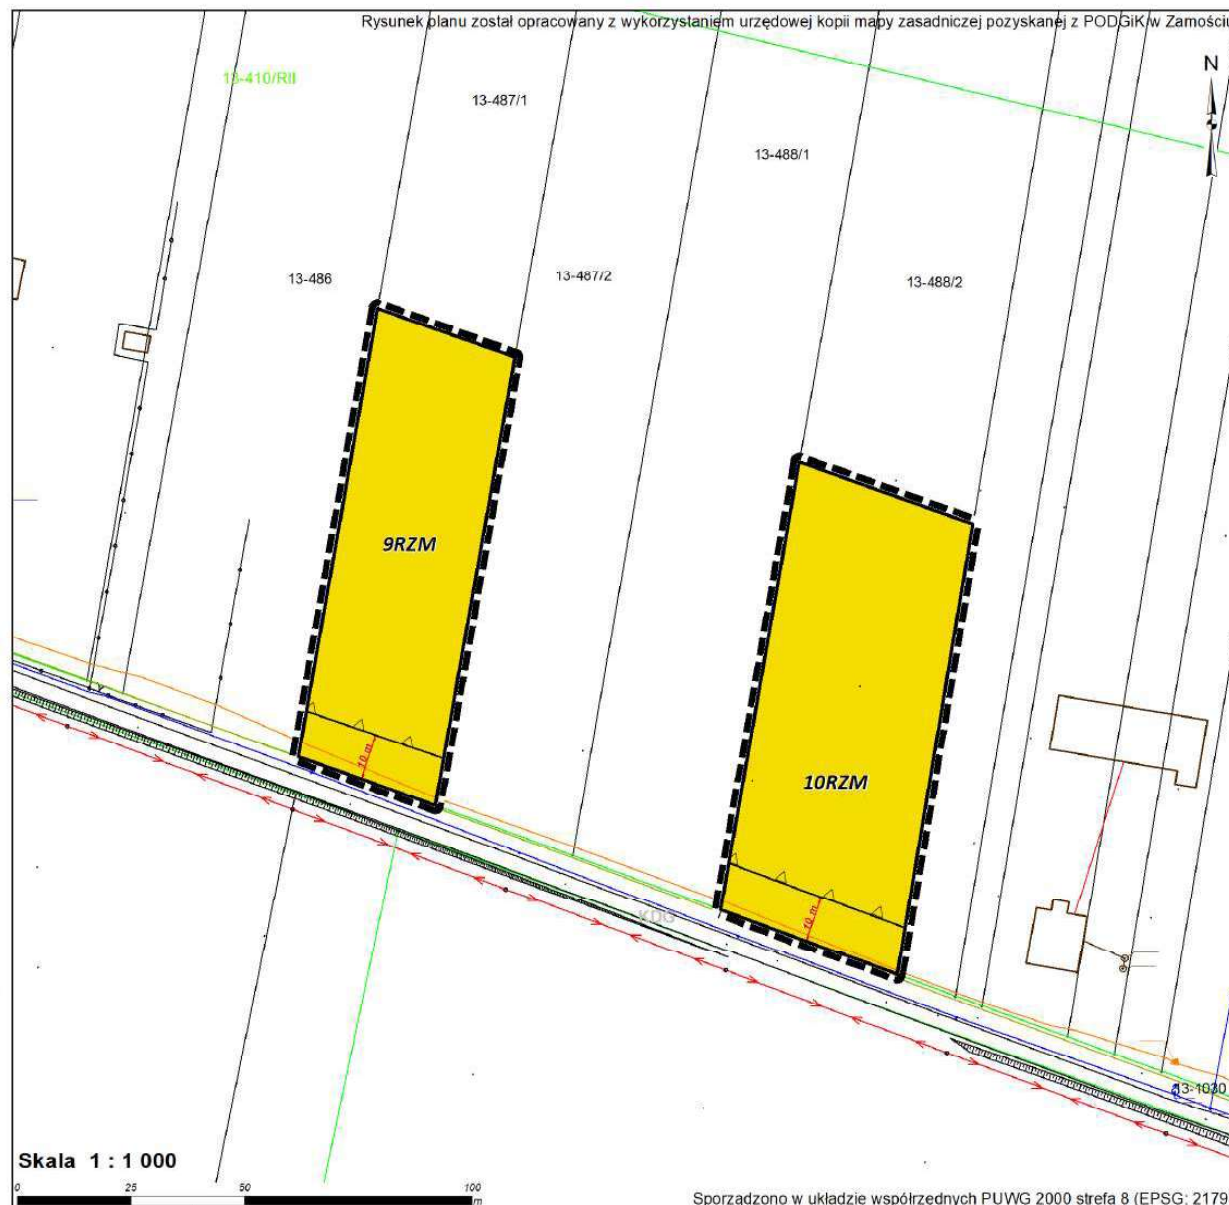 Rysunek planu został opracowany z wykorzystaniem urzędowej kopii mapy zasadniczej pozyskanej z PODGiK w Zamościu
N
13-410/RII
13-487/1
13-488/1
13-486
13-487/2
13-488/2
9RZM
10 m
10RZM
10 m
KDG
13-1030
Skala 1 : 1 000
0 25 50 100
m
Sporządzono w układzie współrzędnych PUWG 2000 strefa 8 (EPSG: 2179